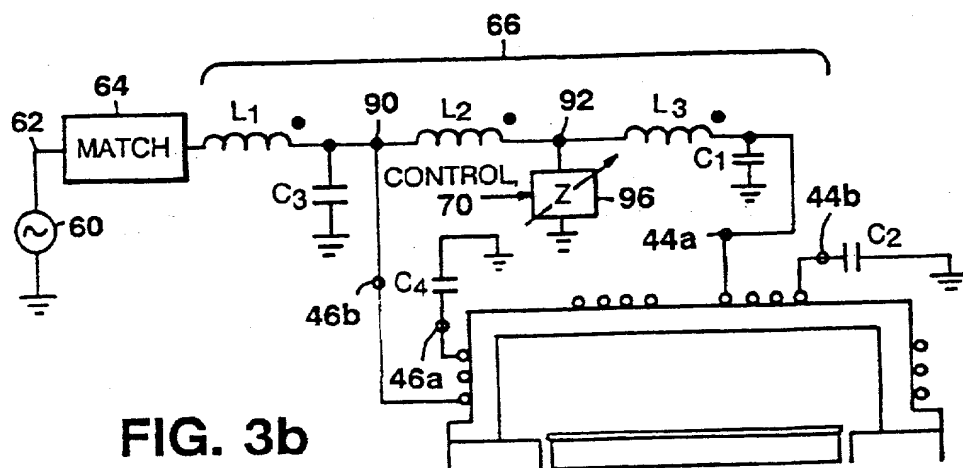 66
64
90
92
62
L1
L2
L3
MATCH
C3
CONTROL,
70
Z
96
C1
60
44b
44a
C2
C4
46b
46a
FIG. 3b